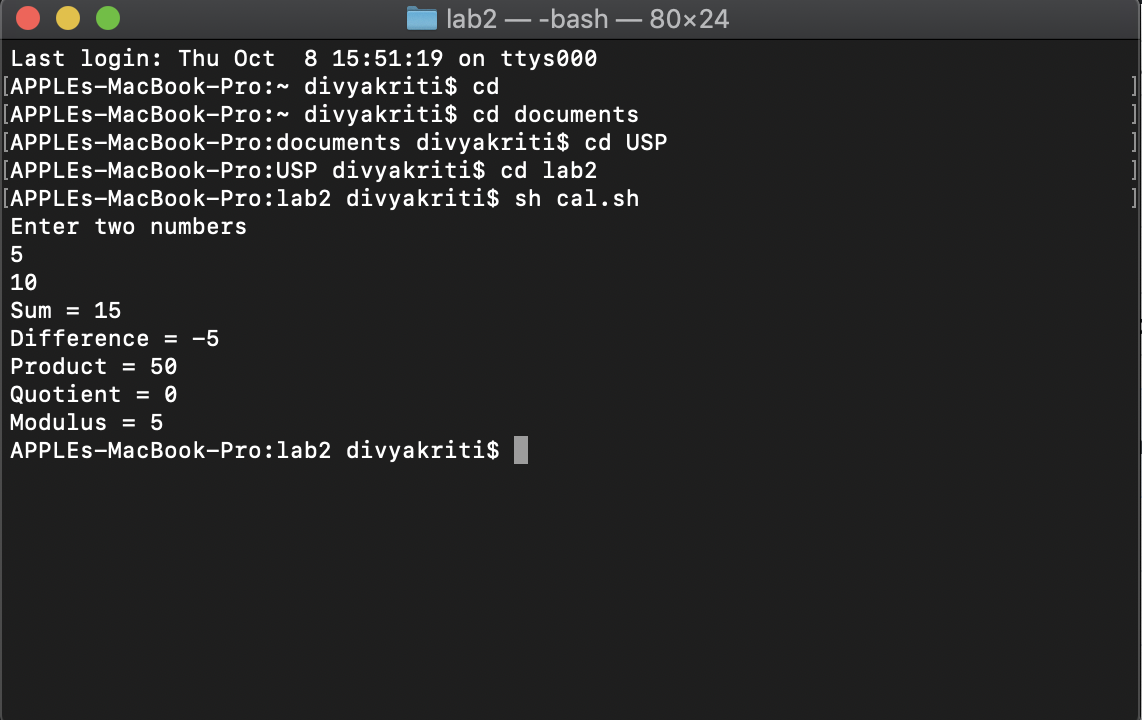 lab2 — -bash — 80×24
Last login: Thu Oct  8 15:51:19 on ttys000
[APPLEs-MacBook-Pro:~ divyakriti$ cd ]
[APPLEs-MacBook-Pro:~ divyakriti$ cd documents ]
[APPLEs-MacBook-Pro:documents divyakriti$ cd USP ]
[APPLEs-MacBook-Pro:USP divyakriti$ cd lab2 ]
[APPLEs-MacBook-Pro:lab2 divyakriti$ sh cal.sh ]
Enter two numbers
5
10
Sum = 15
Difference = -5
Product = 50
Quotient = 0
Modulus = 5
APPLEs-MacBook-Pro:lab2 divyakriti$